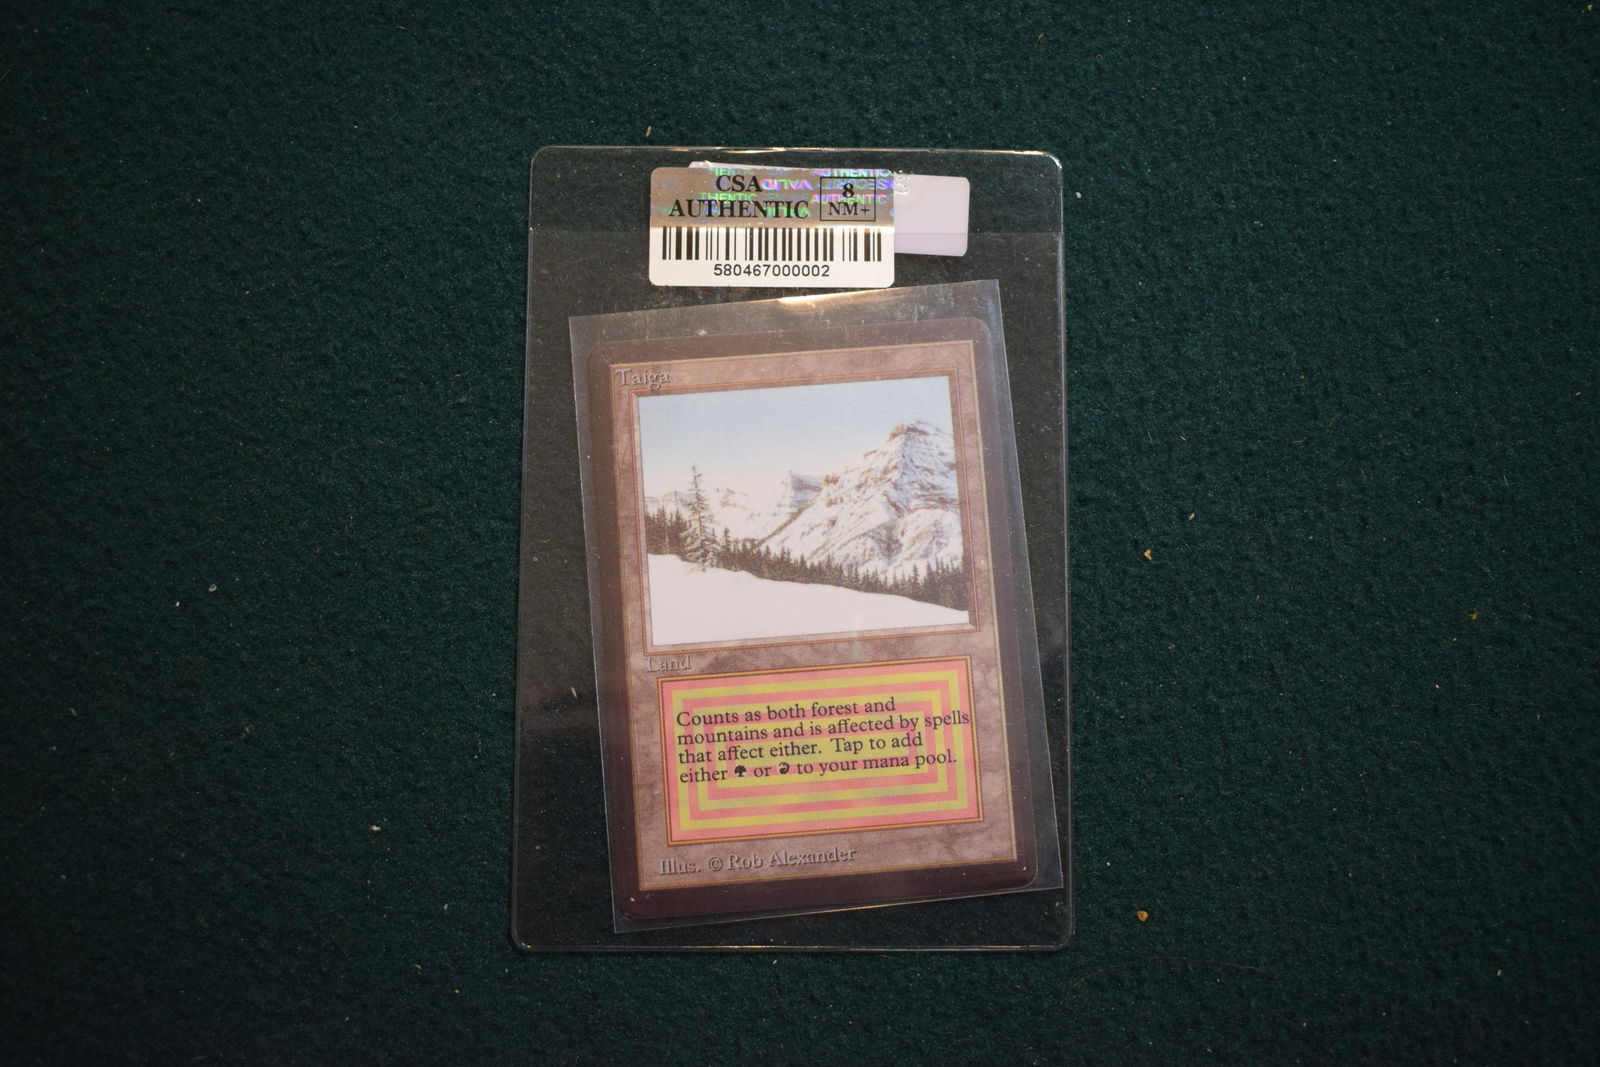 CSA
AUTHENTIC
8
NM+
580467000002
Taiga
Land
Counts as both forest and
mountains and is affected by spells
that affect either. Tap to add
either or to your mana pool.
Illus. © Rob Alexander